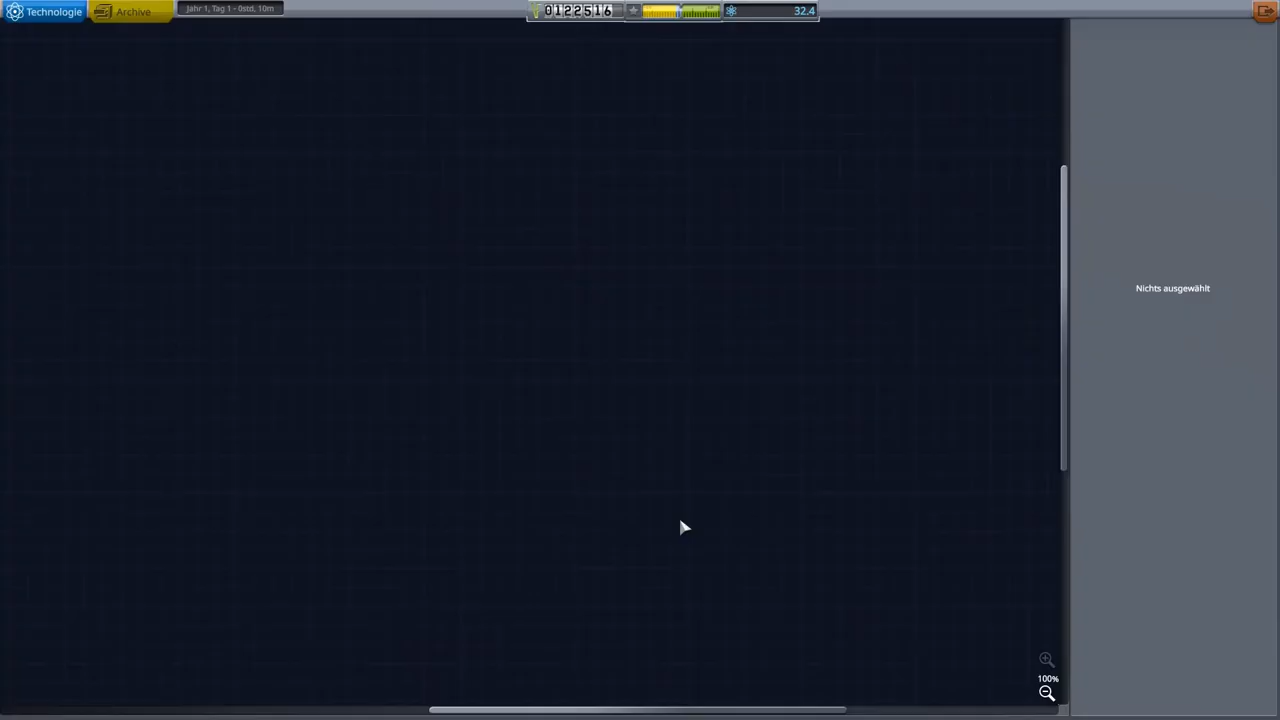 Technologie
Archive
Jahr 1, Tag 1 - 0std, 10m
0122516
32.4
Nichts ausgewählt
100%